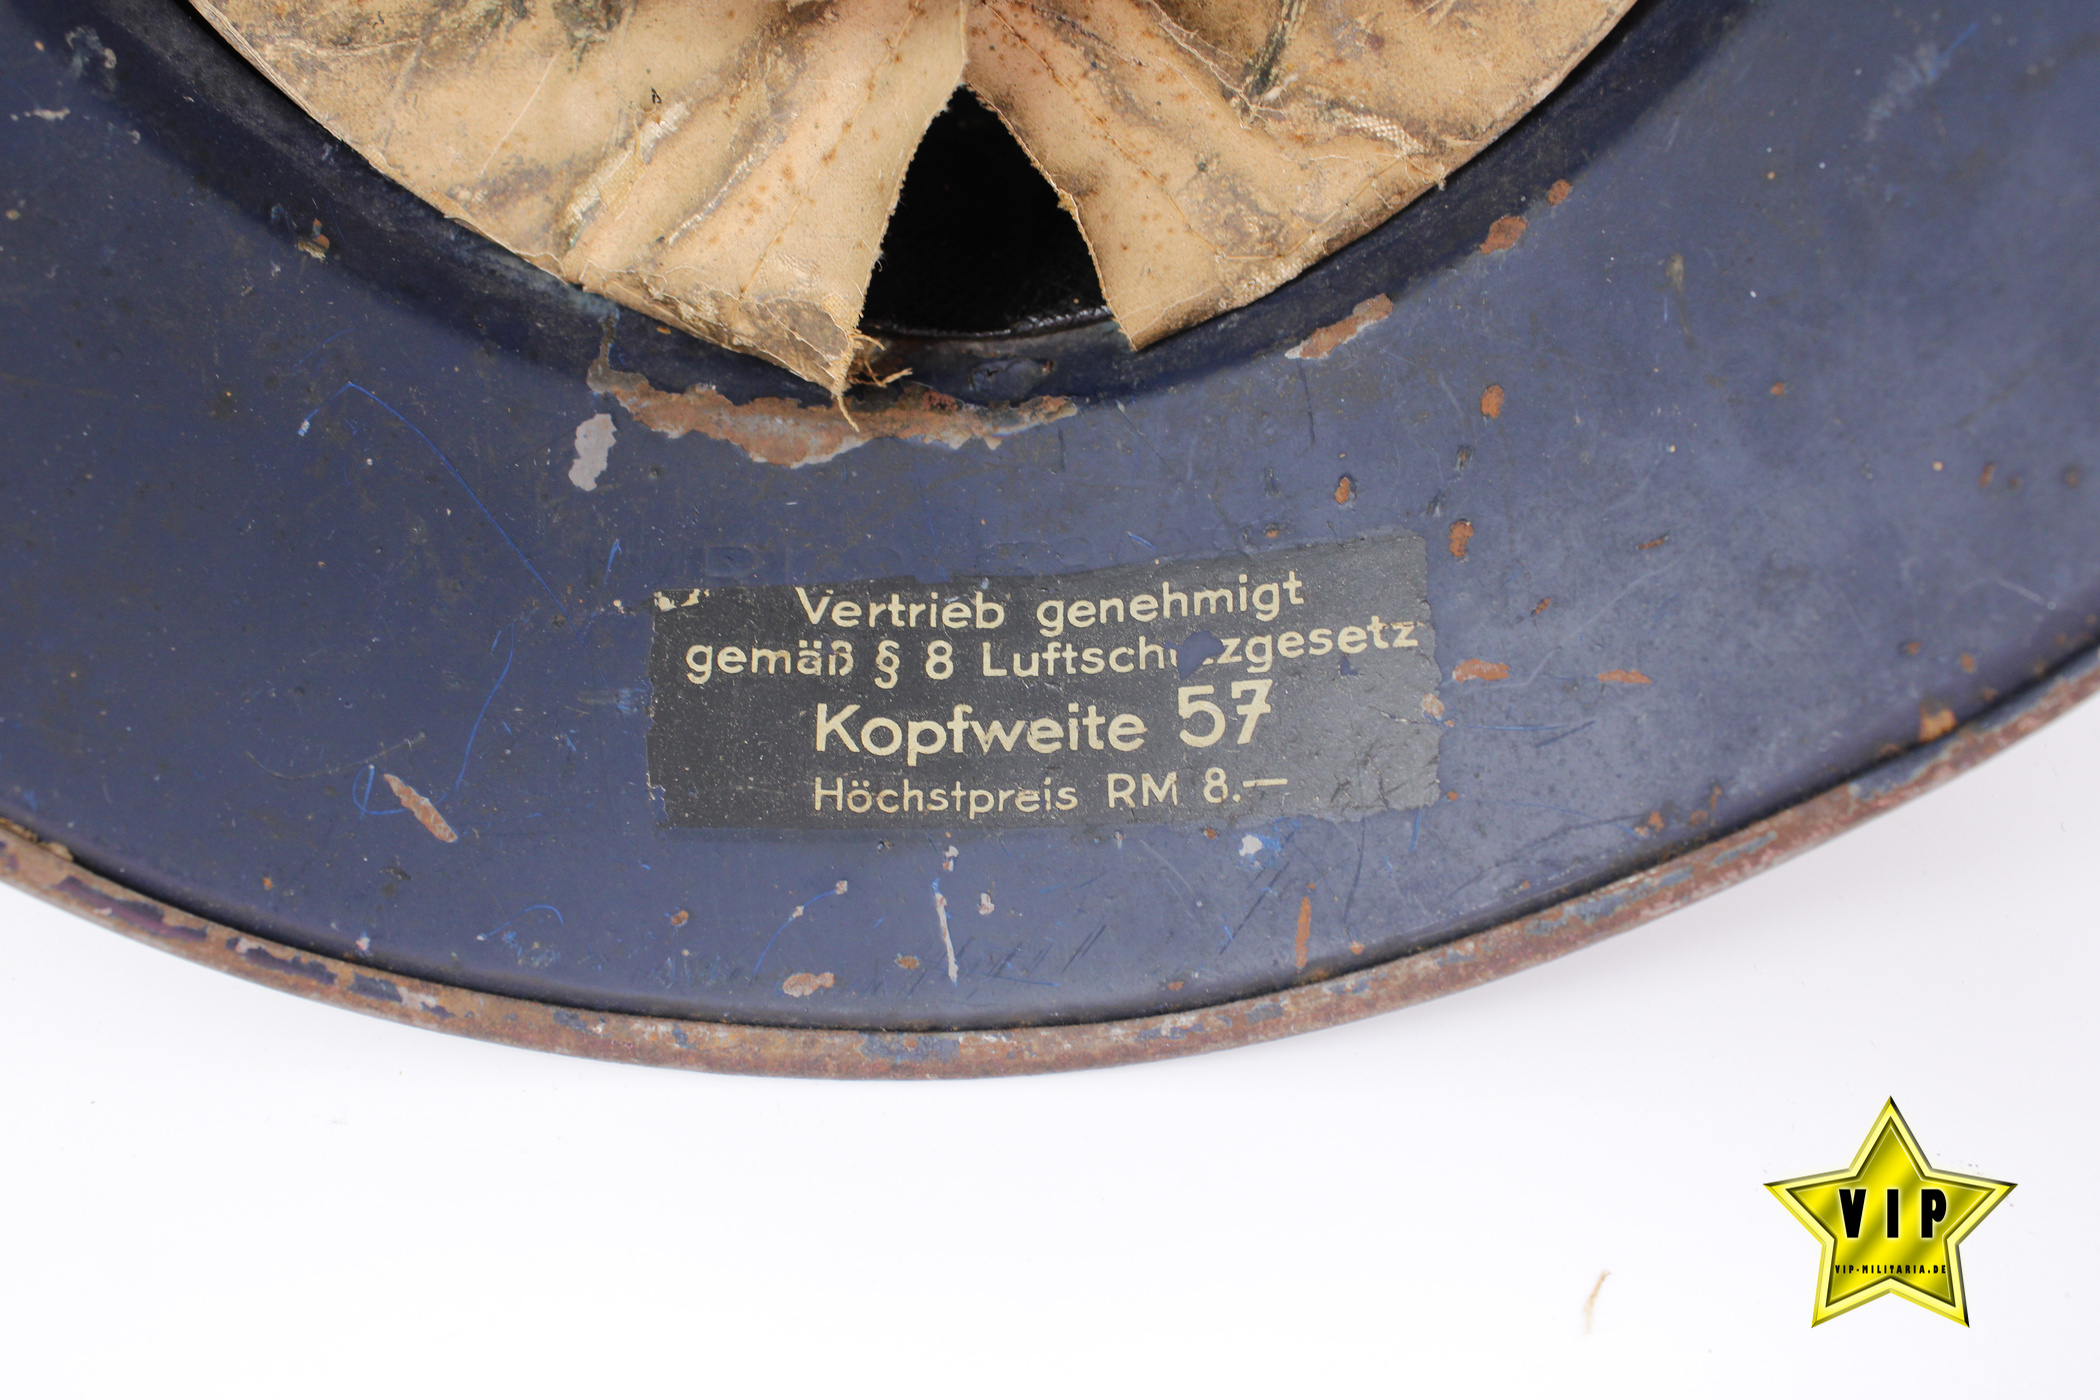 Vertrieb genehmigt
gemäß § 8 Luftschutzgesetz
Kopfweite 57
Höchstpreis RM 8.—
VIP
VIP-MILITARIA.DE